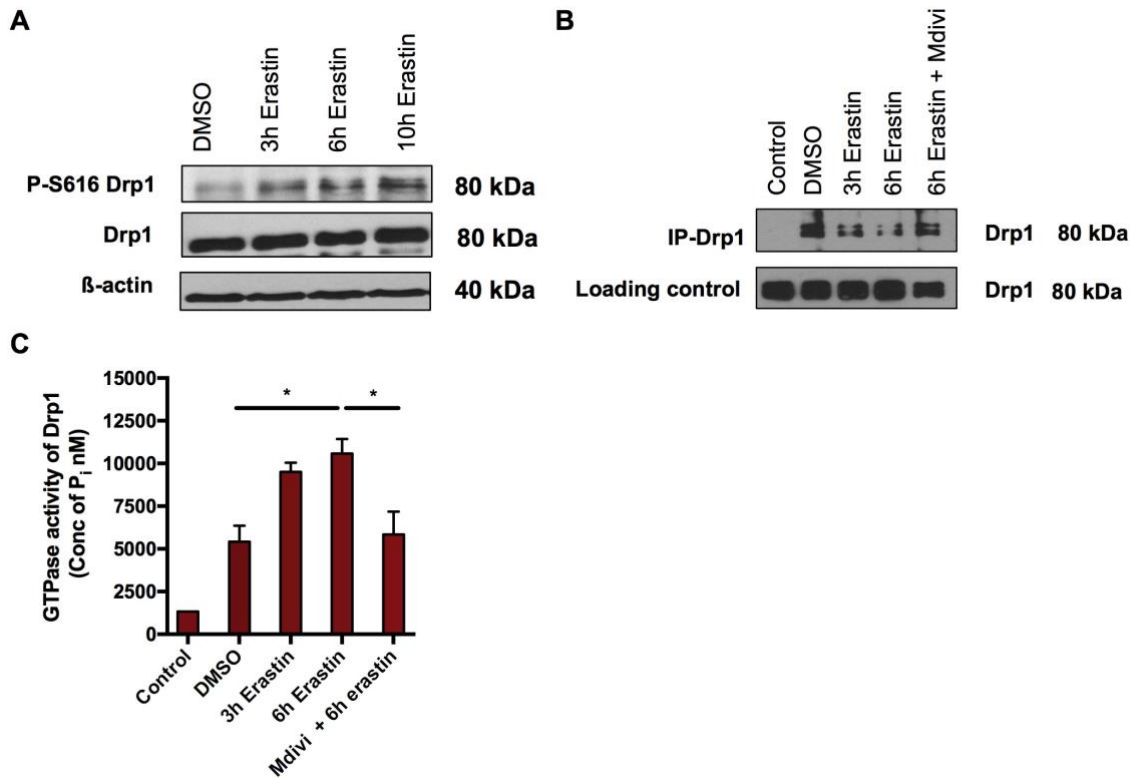 A
DMSO
3h Erastin
6h Erastin
10h Erastin
P-S616 Drp1
80 kDa
Drp1
80 kDa
ß-actin
40 kDa
B
Control
DMSO
3h Erastin
6h Erastin
6h Erastin + Mdivi
IP-Drp1
Drp1 80 kDa
Loading control
Drp1 80 kDa
C
GTPase activity of Drp1
(Conc of Pi nM)
15000
12500
10000
7500
5000
2500
0
*
*
Control
DMSO
3h Erastin
6h Erastin
Mdivi + 6h erastin